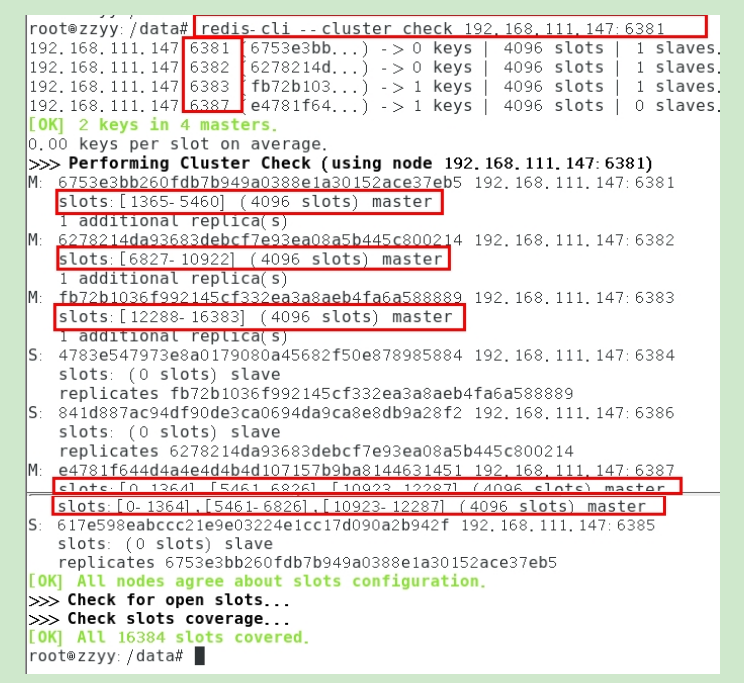 root@zzyy:/data# redis-cli --cluster check 192.168.111.147:6381
192.168.111.147:6381 (6753e3bb...) -> 0 keys | 4096 slots | 1 slaves.
192.168.111.147:6382 (6278214d...) -> 0 keys | 4096 slots | 1 slaves.
192.168.111.147:6383 (fb72b103...) -> 1 keys | 4096 slots | 1 slaves.
192.168.111.147:6387 (e4781f64...) -> 1 keys | 4096 slots | 0 slaves.
[OK] 2 keys in 4 masters.
0.00 keys per slot on average.
>>> Performing Cluster Check (using node 192.168.111.147:6381)
M: 6753e3bb260fdb7b949a0388e1a30152ace37eb5 192.168.111.147:6381
slots:[1365-5460] (4096 slots) master
1 additional replica(s)
M: 6278214da93683debcf7e93ea08a5b445c800214 192.168.111.147:6382
slots:[6827-10922] (4096 slots) master
1 additional replica(s)
M: fb72b1036f992145cf332ea3a8aeb4fa6a588889 192.168.111.147:6383
slots:[12288-16383] (4096 slots) master
1 additional replica(s)
S: 4783e547973e8a0179080a45682f50e878985884 192.168.111.147:6384
slots: (0 slots) slave
replicates fb72b1036f992145cf332ea3a8aeb4fa6a588889
S: 841d887ac94df90de3ca0694da9ca8e8db9a28f2 192.168.111.147:6386
slots: (0 slots) slave
replicates 6278214da93683debcf7e93ea08a5b445c800214
M: e4781f644d4a4e4d4b4d107157b9ba8144631451 192.168.111.147:6387
slots:[0-1364],[5461-6826],[10923-12287] (4096 slots) master
slots:[0-1364],[5461-6826],[10923-12287] (4096 slots) master
S: 617e598eabccc21e9e03224e1cc17d090a2b942f 192.168.111.147:6385
slots: (0 slots) slave
replicates 6753e3bb260fdb7b949a0388e1a30152ace37eb5
[OK] All nodes agree about slots configuration.
>>> Check for open slots...
>>> Check slots coverage...
[OK] All 16384 slots covered.
root@zzyy:/data#